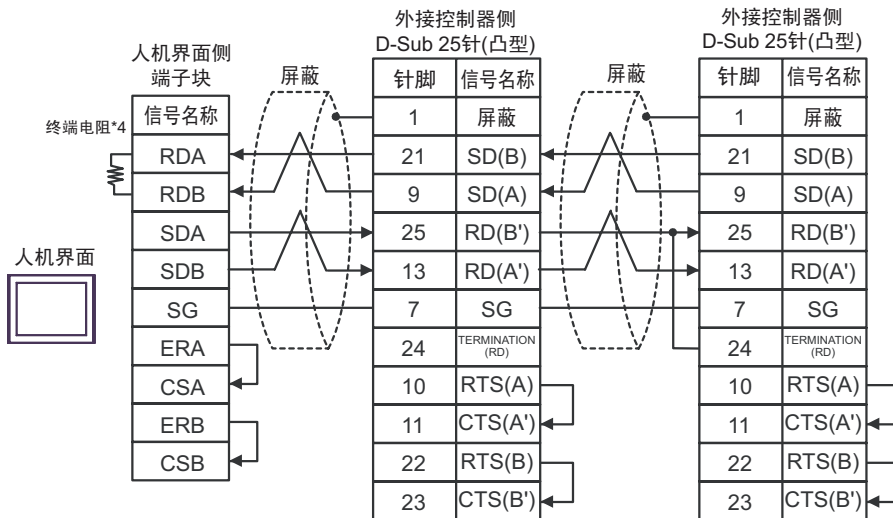 外接控制器侧
D-Sub 25针(凸型)
外接控制器侧
D-Sub 25针(凸型)
人机界面侧
端子块
屏蔽
屏蔽
终端电阻*4
人机界面
信号名称
RDA
RDB
SDA
SDB
SG
ERA
CSA
ERB
CSB
针脚 信号名称
1 屏蔽
21 SD(B)
9 SD(A)
25 RD(B')
13 RD(A')
7 SG
24 TERMINATION
(RD)
10 RTS(A)
11 CTS(A')
22 RTS(B)
23 CTS(B')
针脚 信号名称
1 屏蔽
21 SD(B)
9 SD(A)
25 RD(B')
13 RD(A')
7 SG
24 TERMINATION
(RD)
10 RTS(A)
11 CTS(A')
22 RTS(B)
23 CTS(B')